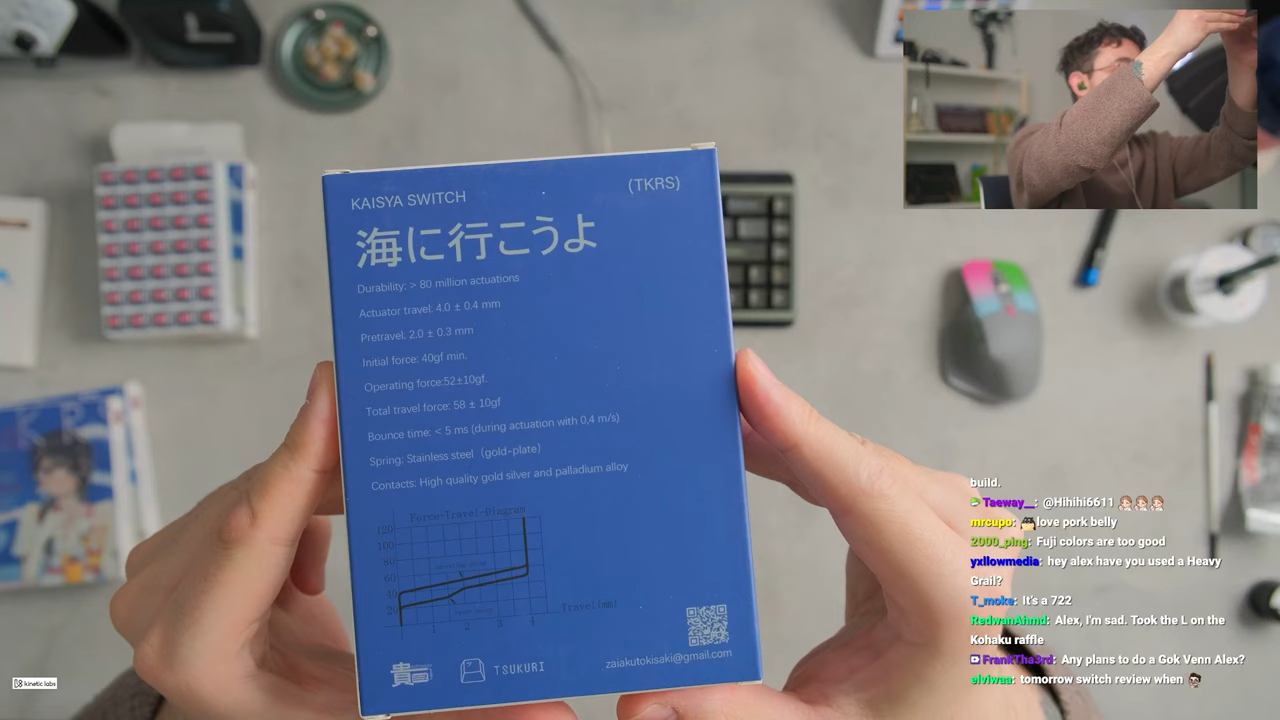 KAISYA SWITCH
(TKRS)
海に行こうよ
Durability: > 80 million actuations
Actuator travel: 4.0 ± 0.4 mm
Pretravel: 2.0 ± 0.3 mm
Initial force: 40gf min.
Operating force:52±10gf.
Total travel force: 58 ± 10gf
Bounce time: < 5 ms (during actuation with 0,4 m/s)
Spring: Stainless steel (gold-plate)
Contacts: High quality gold silver and palladium alloy
Force-Travel-Diagram
120
100
80
60
40
20
1 2 3 4
Travel(mm)
TSUKURI
zaiakutokisaki@gmail.com
kinetic labs
build.
Taeway__: @Hihihi6611
mrcupo: love pork belly
2000_ping: Fuji colors are too good
yxllowmedia: hey alex have you used a Heavy
Grail?
T_moke: It's a 722
RedwanAhmd: Alex, I'm sad. Took the L on the
Kohaku raffle
FrankTha3rd: Any plans to do a Gok Venn Alex?
elviwaa: tomorrow switch review when